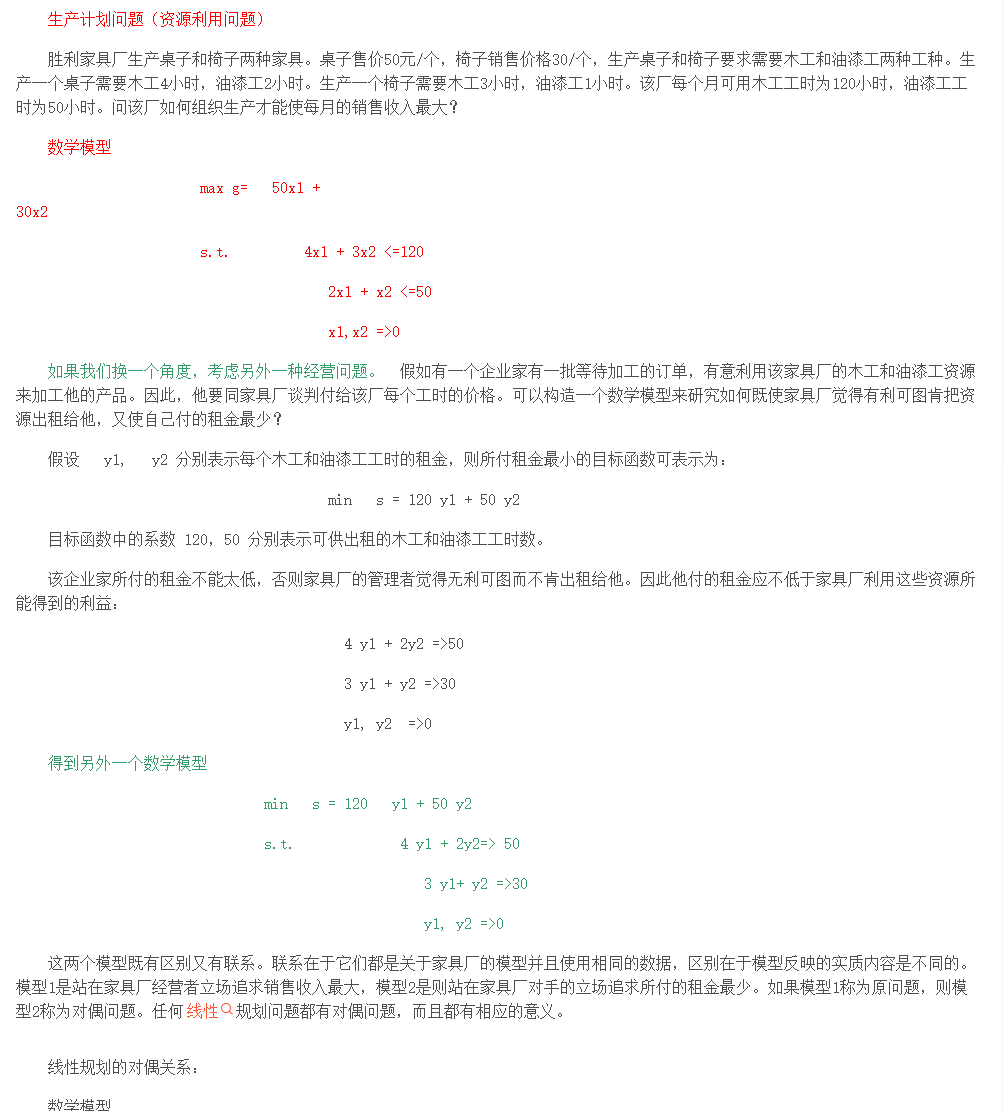 生产计划问题（资源利用问题）
胜利家具厂生产桌子和椅子两种家具。桌子售价50元/个，椅子销售价格30/个，生产桌子和椅子要求需要木工和油漆工两种工种。生
产一个桌子需要木工4小时，油漆工2小时。生产一个椅子需要木工3小时，油漆工1小时。该厂每个月可用木工工时为120小时，油漆工工
时为50小时。问该厂如何组织生产才能使每月的销售收入最大？
数学模型
max g= 50x1 +
30x2
s.t. 4x1 + 3x2 <=120
2x1 + x2 <=50
x1,x2 =>0
如果我们换一个角度，考虑另外一种经营问题。 假如有一个企业家有一批等待加工的订单，有意利用该家具厂的木工和油漆工资源
来加工他的产品。因此，他要同家具厂谈判付给该厂每个工时的价格。可以构造一个数学模型来研究如何既使家具厂觉得有利可图肯把资
源出租给他，又使自己付的租金最少？
假设 y1, y2 分别表示每个木工和油漆工工时的租金，则所付租金最小的目标函数可表示为：
min s = 120 y1 + 50 y2
目标函数中的系数 120，50 分别表示可供出租的木工和油漆工工时数。
该企业家所付的租金不能太低，否则家具厂的管理者觉得无利可图而不肯出租给他。因此他付的租金应不低于家具厂利用这些资源所
能得到的利益：
4 y1 + 2y2 =>50
3 y1 + y2 =>30
y1, y2 =>0
得到另外一个数学模型
min s = 120 y1 + 50 y2
s.t. 4 y1 + 2y2=> 50
3 y1+ y2 =>30
y1, y2 =>0
这两个模型既有区别又有联系。联系在于它们都是关于家具厂的模型并且使用相同的数据，区别在于模型反映的实质内容是不同的。
模型1是站在家具厂经营者立场追求销售收入最大，模型2是则站在家具厂对手的立场追求所付的租金最少。如果模型1称为原问题，则模
型2称为对偶问题。任何线性规划问题都有对偶问题，而且都有相应的意义。
线性规划的对偶关系：
数学模型